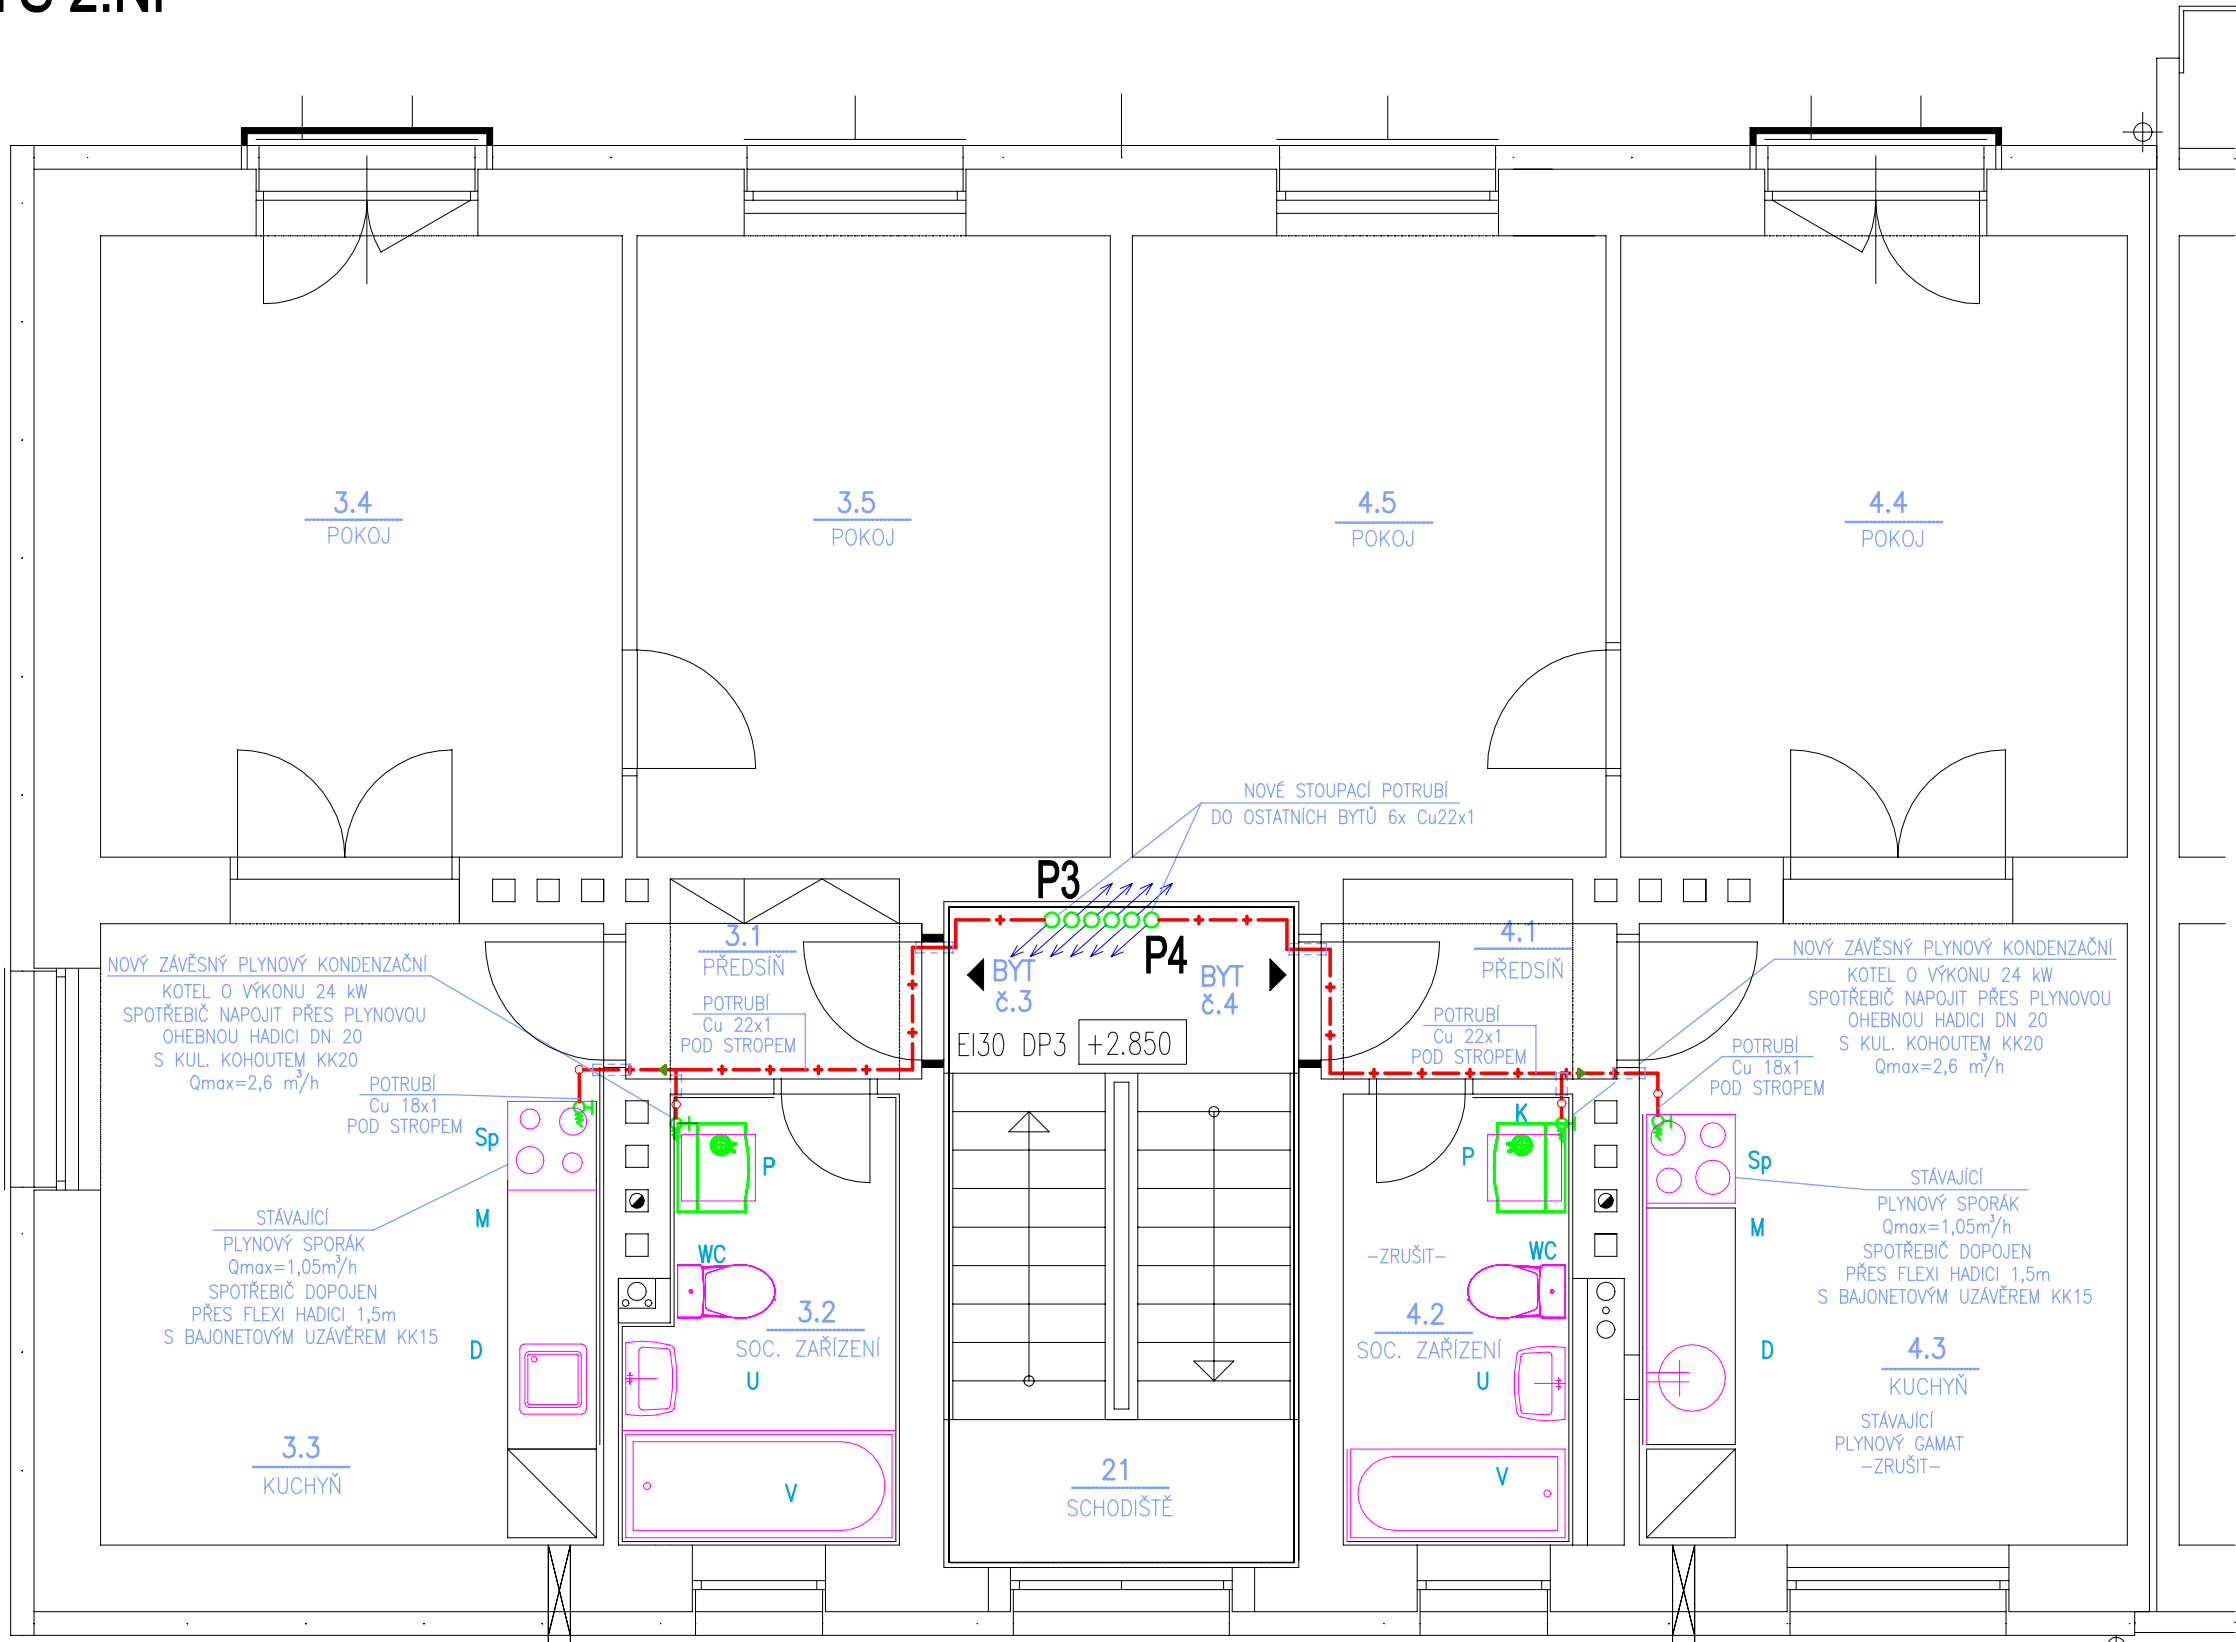 2.NP
3.4
POKOJ
3.5
POKOJ
4.5
POKOJ
4.4
POKOJ
NOVÉ STOUPACÍ POTRUBÍ
DO OSTATNÍCH BYTŮ 6x Cu22x1
P3
P4
BYT
č.3
BYT
č.4
EI30 DP3
+2.850
3.1
PŘEDSÍŇ
POTRUBÍ
Cu 22x1
POD STROPEM
4.1
PŘEDSÍŇ
POTRUBÍ
Cu 22x1
POD STROPEM
NOVÝ ZÁVĚSNÝ PLYNOVÝ KONDENZAČNÍ
KOTEL O VÝKONU 24 kW
SPOTŘEBIČ NAPOJIT PŘES PLYNOVOU
OHEBNOU HADICI DN 20
S KUL. KOHOUTEM KK20
Qmax=2,6 m³/h
POTRUBÍ
Cu 18x1
POD STROPEM
NOVÝ ZÁVĚSNÝ PLYNOVÝ KONDENZAČNÍ
KOTEL O VÝKONU 24 kW
SPOTŘEBIČ NAPOJIT PŘES PLYNOVOU
OHEBNOU HADICI DN 20
S KUL. KOHOUTEM KK20
Qmax=2,6 m³/h
POTRUBÍ
Cu 18x1
POD STROPEM
Sp
M
D
STÁVAJÍCÍ
PLYNOVÝ SPORÁK
Qmax=1,05m³/h
SPOTŘEBIČ DOPOJEN
PŘES FLEXI HADICI 1,5m
S BAJONETOVÝM UZÁVĚREM KK15
3.3
KUCHYŇ
P
WC
3.2
SOC. ZAŘÍZENÍ
U
V
21
SCHODIŠTĚ
K
P
-ZRUŠIT-
WC
4.2
SOC. ZAŘÍZENÍ
U
V
Sp
M
D
STÁVAJÍCÍ
PLYNOVÝ SPORÁK
Qmax=1,05m³/h
SPOTŘEBIČ DOPOJEN
PŘES FLEXI HADICI 1,5m
S BAJONETOVÝM UZÁVĚREM KK15
4.3
KUCHYŇ
STÁVAJÍCÍ
PLYNOVÝ GAMAT
-ZRUŠIT-